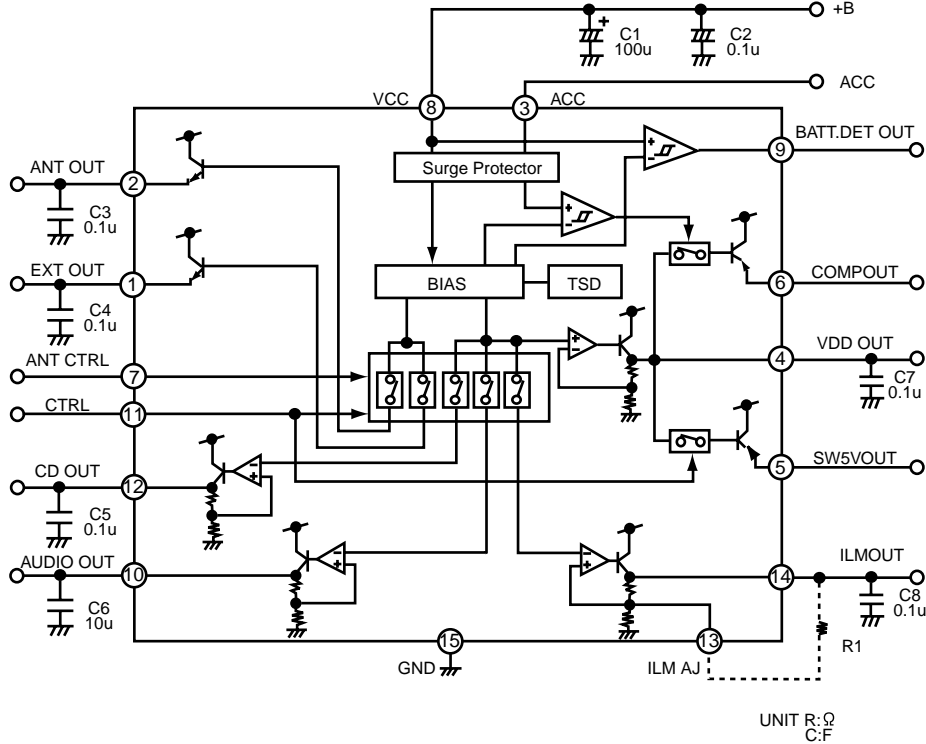 +B
C1
100u
C2
0.1u
ACC
VCC
8
3
ACC
BATT.DET OUT
9
Surge Protector
ANT OUT
2
C3
0.1u
EXT OUT
1
C4
0.1u
BIAS
TSD
6
COMPOUT
VDD OUT
4
C7
0.1u
ANT CTRL
7
CTRL
11
CD OUT
12
C5
0.1u
5
SW5VOUT
AUDIO OUT
10
C6
10u
14
ILMOUT
C8
0.1u
15
GND
13
ILM AJ
R1
UNIT R:Ω
C:F